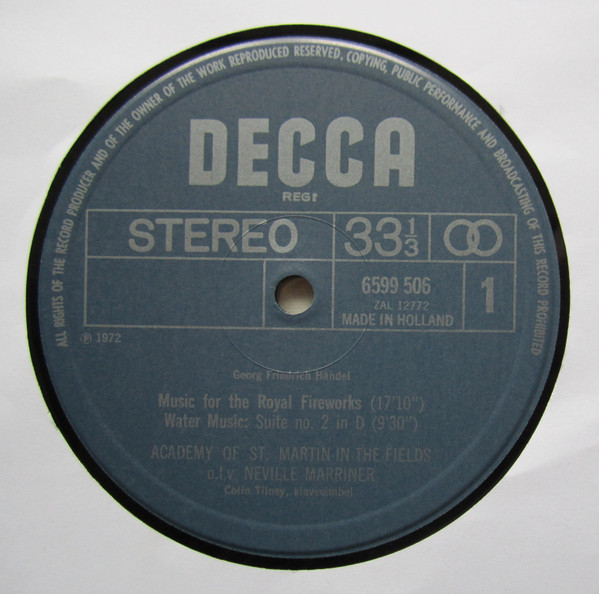 ALL RIGHTS OF THE RECORD PRODUCER AND OF THE OWNER OF THE WORK REPRODUCED RESERVED. COPYING, PUBLIC PERFORMANCE AND BROADCASTING OF THIS RECORD PROHIBITED
DECCA
REG!
STEREO 33 1/3
6599 506 1
ZAL 12772
MADE IN HOLLAND
℗ 1972
Georg Friedrich Händel
Music for the Royal Fireworks (17'10")
Water Music: Suite no. 2 in D (9'30")
ACADEMY OF ST. MARTIN-IN-THE-FIELDS
o.l.v. NEVILLE MARRINER
Colin Tilney, klavecimbel